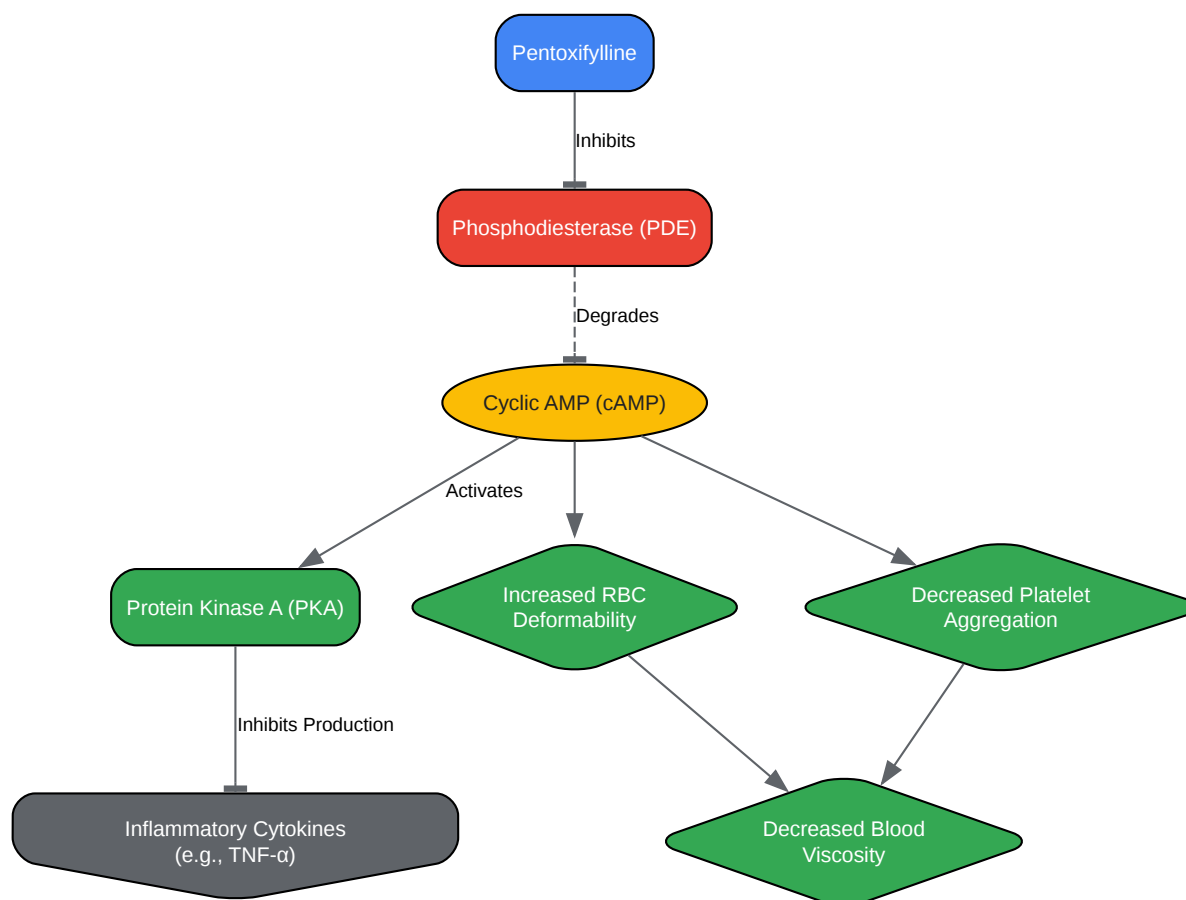 Pentoxifylline
Inhibits
Phosphodiesterase (PDE)
Degrades
Cyclic AMP (cAMP)
Activates
Protein Kinase A (PKA)
Increased RBC
Deformability
Decreased Platelet
Aggregation
Inhibits Production
Inflammatory Cytokines
(e.g., TNF-α)
Decreased Blood
Viscosity